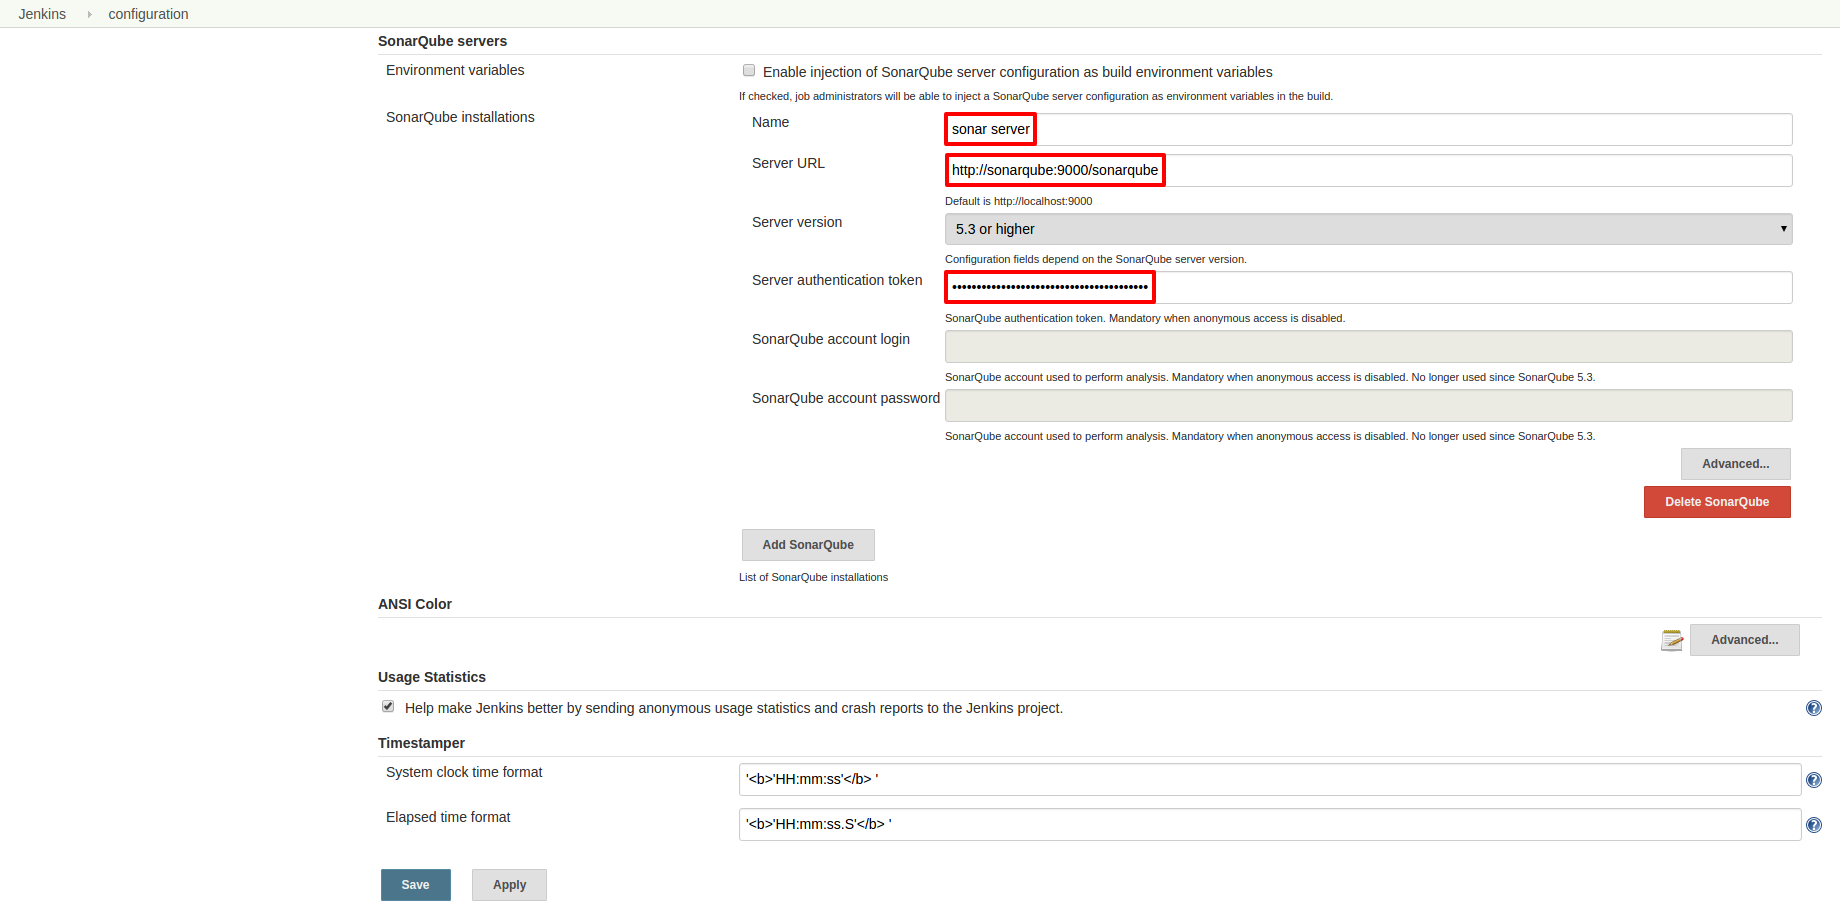 Jenkins configuration
SonarQube servers
Environment variables
Enable injection of SonarQube server configuration as build environment variables
If checked, job administrators will be able to inject a SonarQube server configuration as environment variables in the build.
SonarQube installations
Name
sonar server
Server URL
http://sonarqube:9000/sonarqube
Default is http://localhost:9000
Server version
5.3 or higher
Configuration fields depend on the SonarQube server version.
Server authentication token
••••••••••••••••••••••••••••••••••••••••
SonarQube authentication token. Mandatory when anonymous access is disabled.
SonarQube account login
SonarQube account used to perform analysis. Mandatory when anonymous access is disabled. No longer used since SonarQube 5.3.
SonarQube account password
SonarQube account used to perform analysis. Mandatory when anonymous access is disabled. No longer used since SonarQube 5.3.
Advanced...
Delete SonarQube
Add SonarQube
List of SonarQube installations
ANSI Color
Advanced...
Usage Statistics
Help make Jenkins better by sending anonymous usage statistics and crash reports to the Jenkins project.
Timestamper
System clock time format
'<b>'HH:mm:ss'</b> '
Elapsed time format
'<b>'HH:mm:ss.S'</b> '
Save
Apply